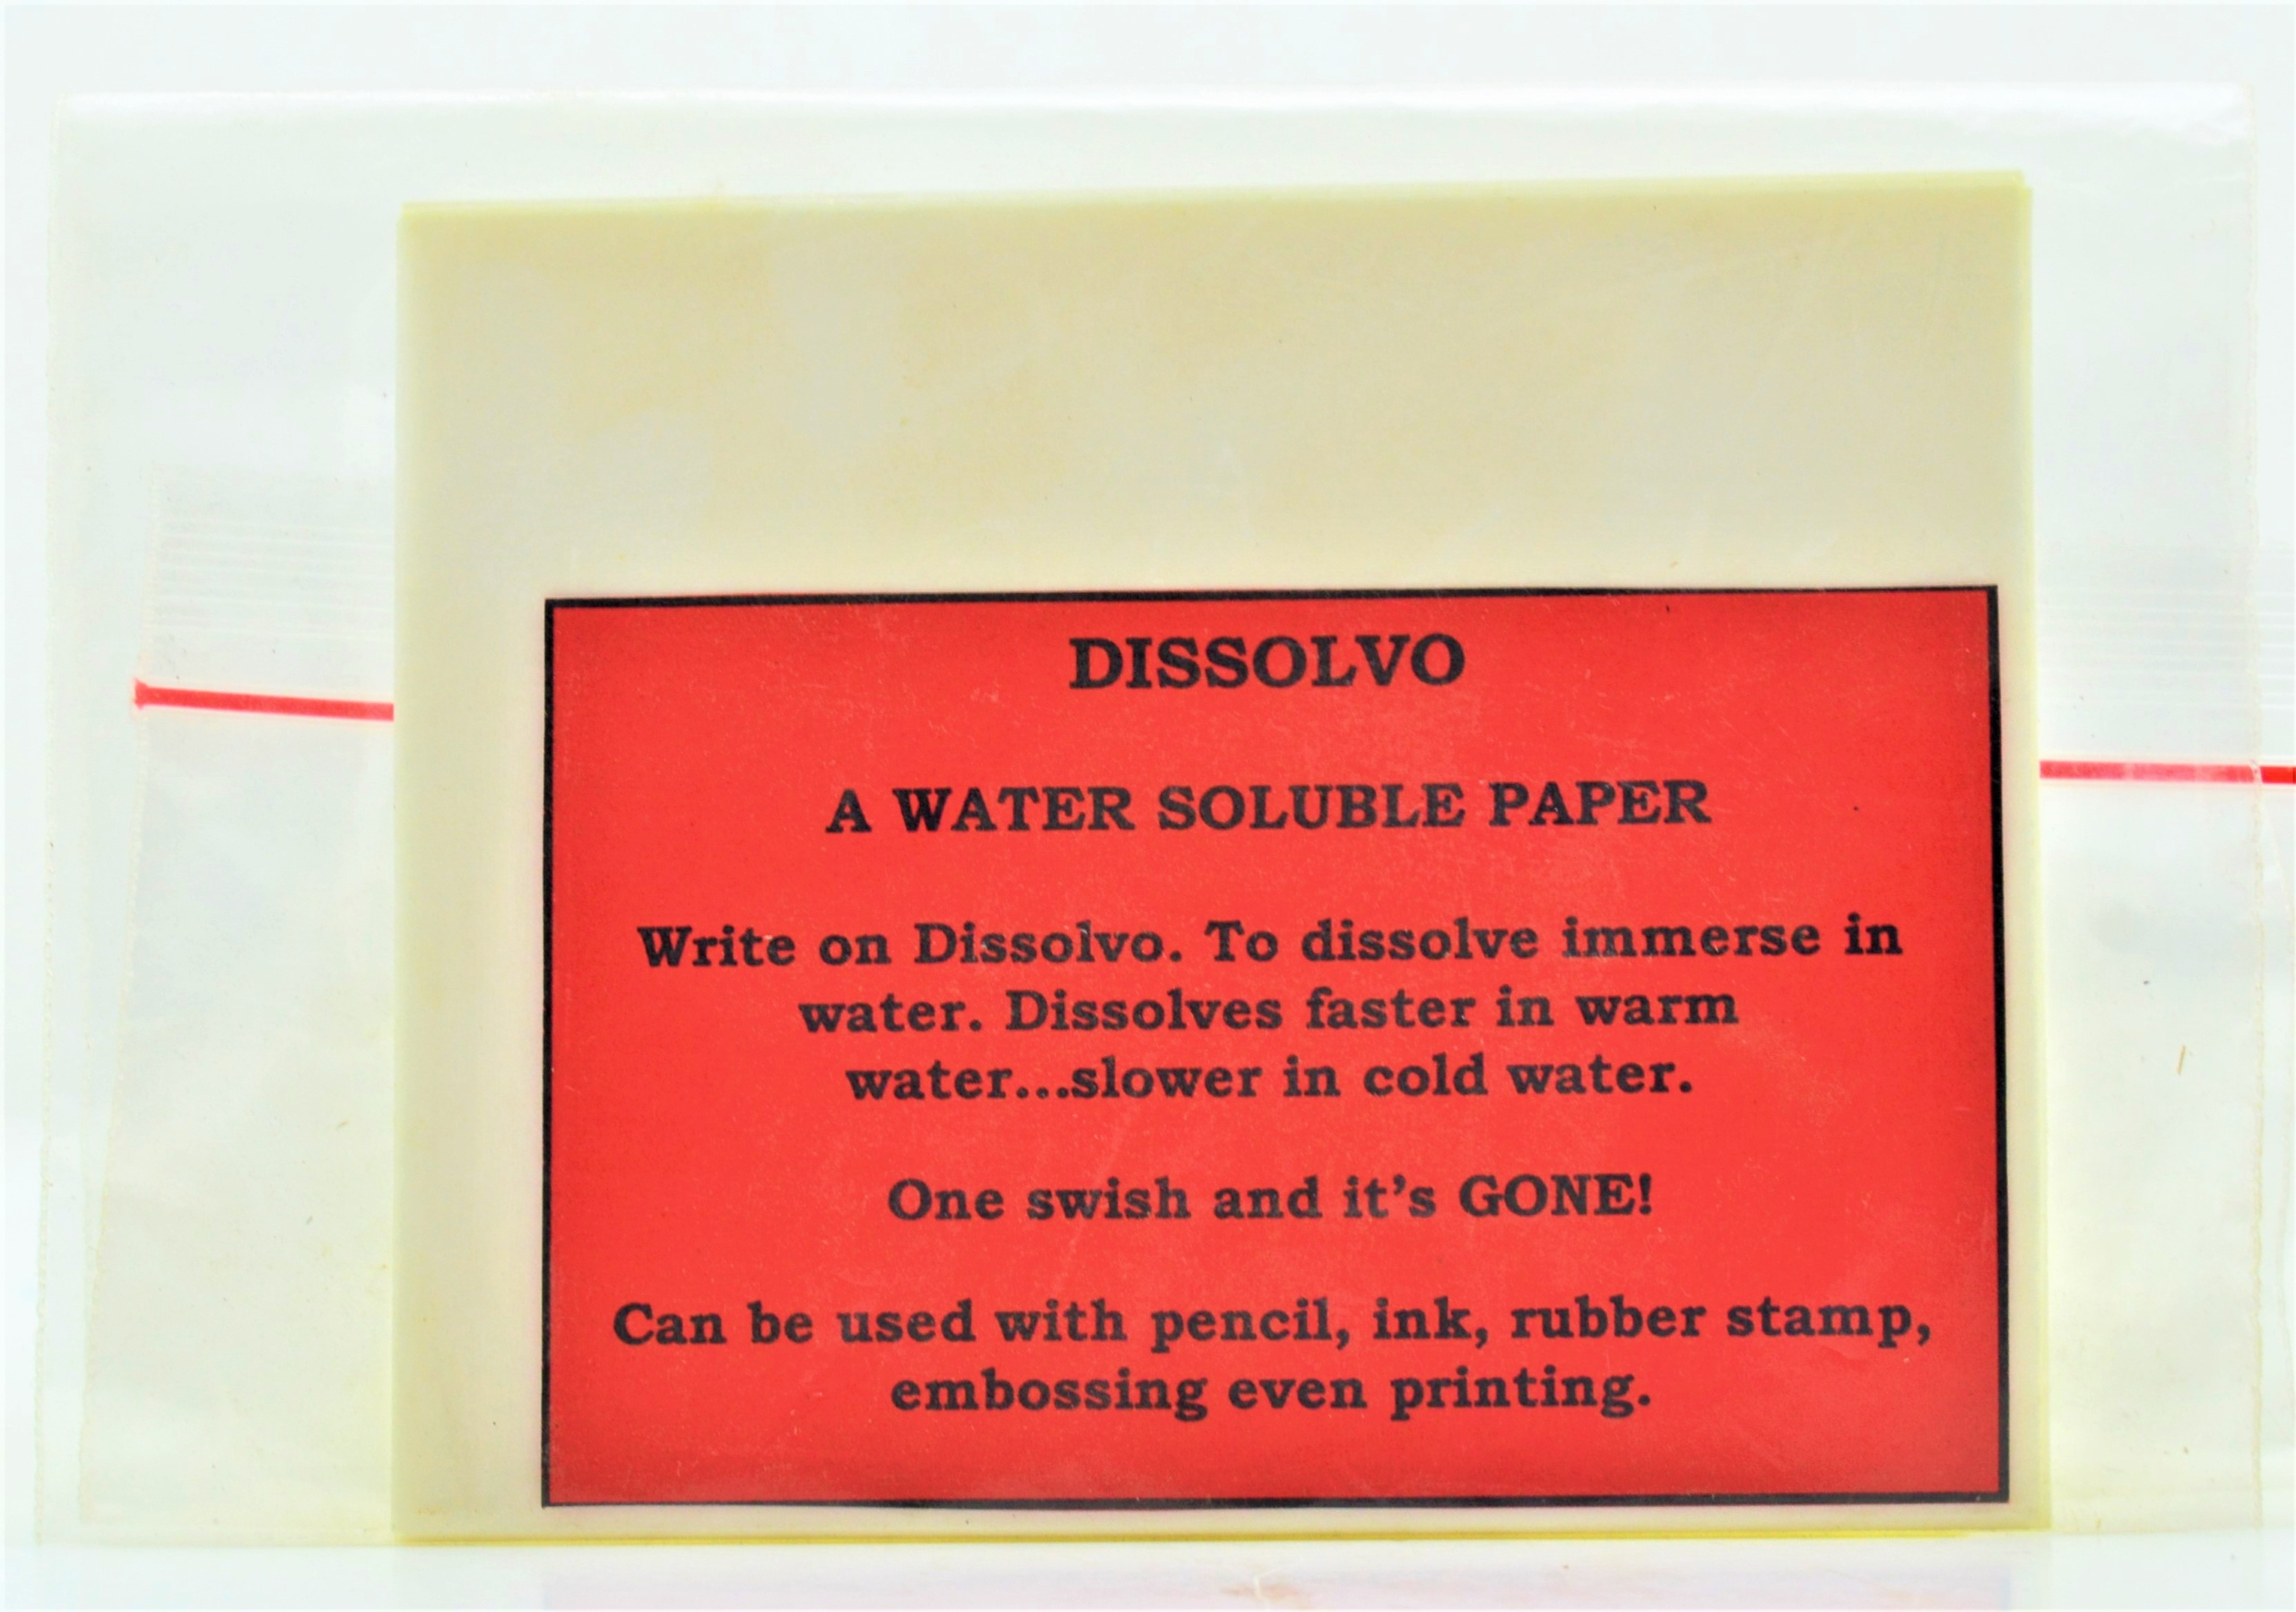 DISSOLVO
A WATER SOLUBLE PAPER
Write on Dissolvo. To dissolve immerse in
water. Dissolves faster in warm
water...slower in cold water.
One swish and it's GONE!
Can be used with pencil, ink, rubber stamp,
embossing even printing.